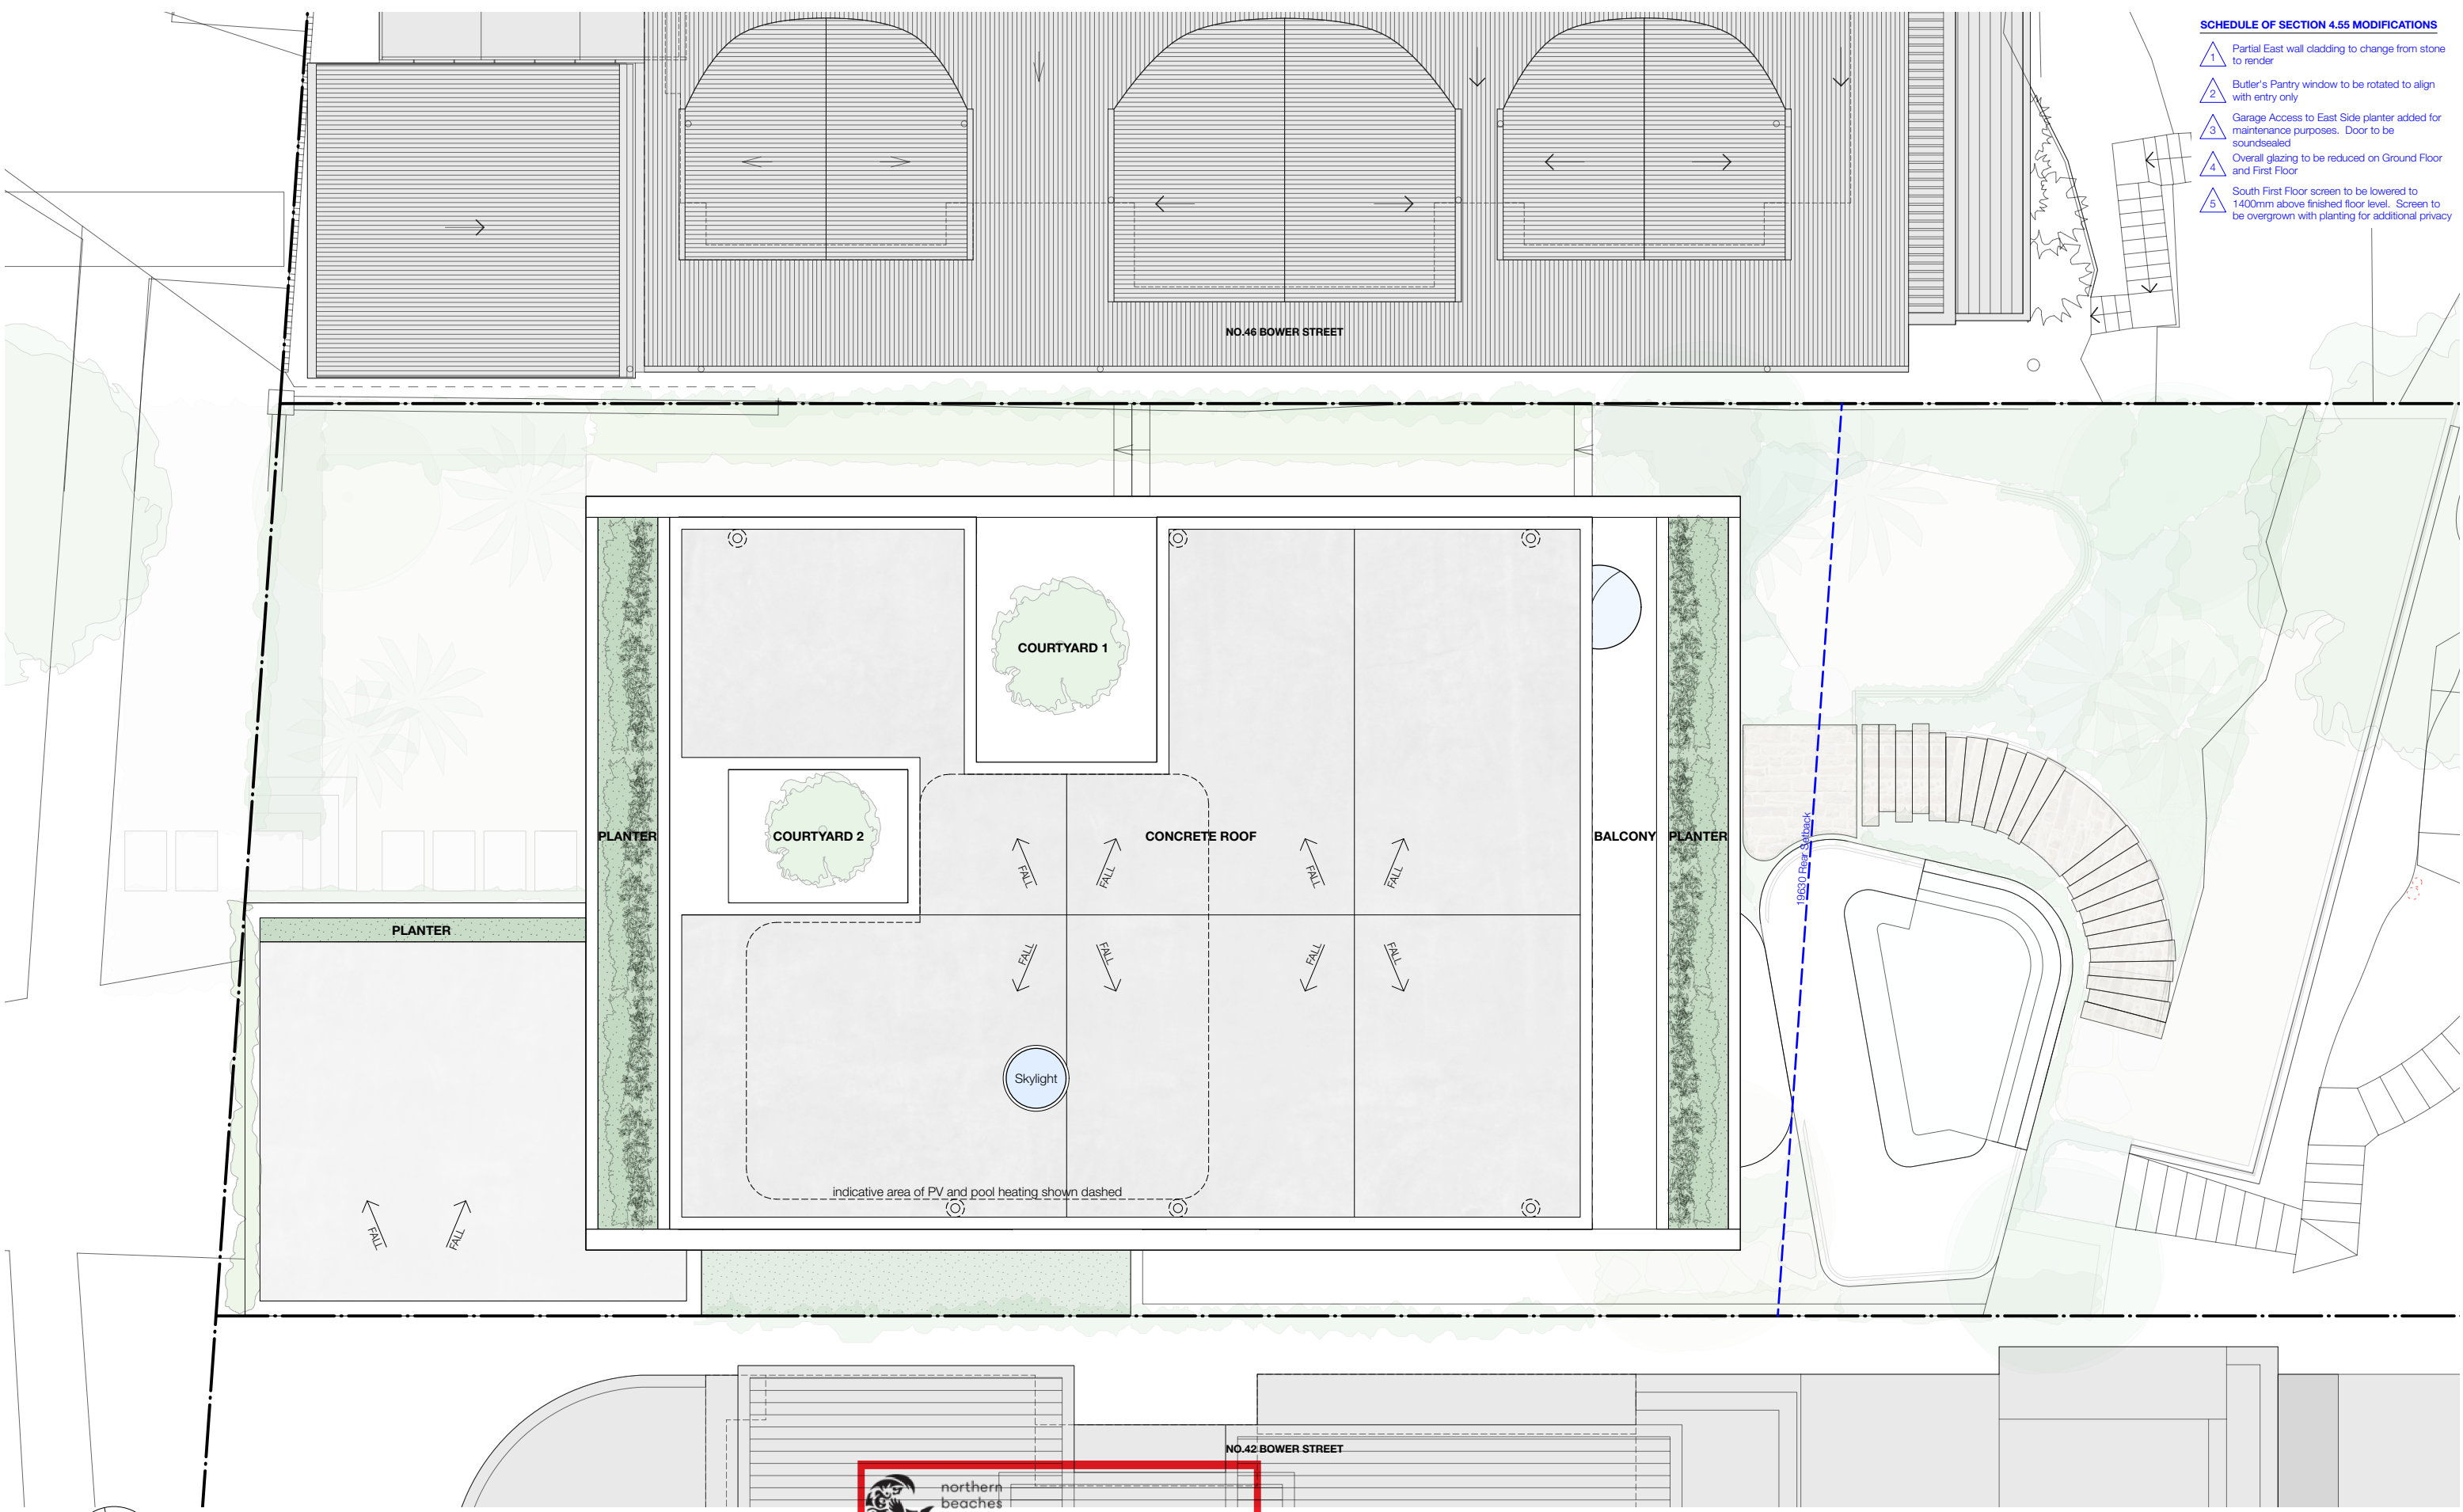 SCHEDULE OF SECTION 4.55 MODIFICATIONS
1
Partial East wall cladding to change from stone
to render
2
Butler's Pantry window to be rotated to align
with entry only
3
Garage Access to East Side planter added for
maintenance purposes. Door to be
soundsealed
4
Overall glazing to be reduced on Ground Floor
and First Floor
5
South First Floor screen to be lowered to
1400mm above finished floor level. Screen to
be overgrown with planting for additional privacy
NO.46 BOWER STREET
COURTYARD 1
PLANTER
COURTYARD 2
CONCRETE ROOF
BALCONY
PLANTER
19630 Rear Setback
FALL
FALL
FALL
FALL
PLANTER
FALL
FALL
FALL
FALL
Skylight
indicative area of PV and pool heating shown dashed
FALL
FALL
NO.42 BOWER STREET
northern
beaches